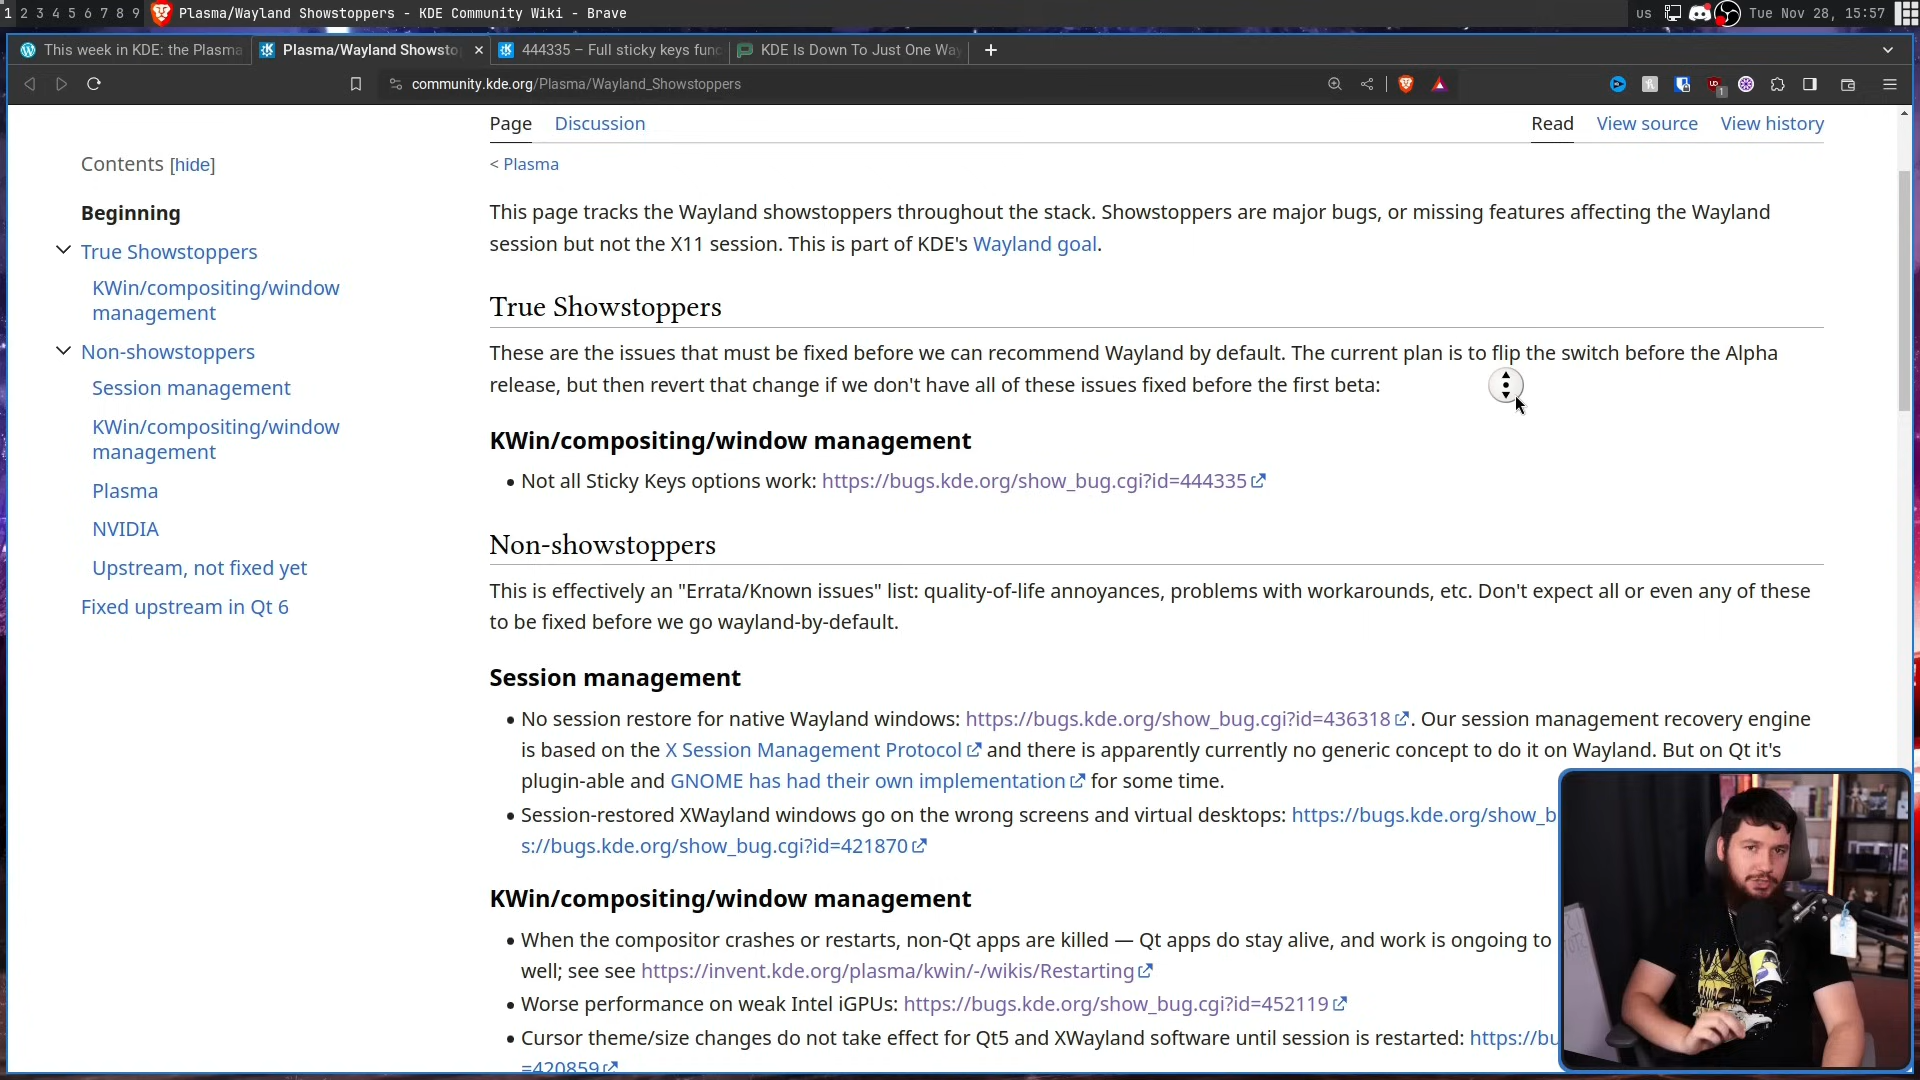 1 2 3 4 5 6 7 8 9 Plasma/Wayland Showstoppers - KDE Community Wiki - Brave us Tue Nov 28, 15:57
This week in KDE: the Plasma Plasma/Wayland Showsto 444335 – Full sticky keys func KDE Is Down To Just One Way
community.kde.org/Plasma/Wayland_Showstoppers
Page Discussion Read View source View history
Contents [hide]
Beginning
True Showstoppers
KWin/compositing/window
management
Non-showstoppers
Session management
KWin/compositing/window
management
Plasma
NVIDIA
Upstream, not fixed yet
Fixed upstream in Qt 6
< Plasma
This page tracks the Wayland showstoppers throughout the stack. Showstoppers are major bugs, or missing features affecting the Wayland
session but not the X11 session. This is part of KDE's Wayland goal.
True Showstoppers
These are the issues that must be fixed before we can recommend Wayland by default. The current plan is to flip the switch before the Alpha
release, but then revert that change if we don't have all of these issues fixed before the first beta:
KWin/compositing/window management
• Not all Sticky Keys options work: https://bugs.kde.org/show_bug.cgi?id=444335
Non-showstoppers
This is effectively an "Errata/Known issues" list: quality-of-life annoyances, problems with workarounds, etc. Don't expect all or even any of these
to be fixed before we go wayland-by-default.
Session management
• No session restore for native Wayland windows: https://bugs.kde.org/show_bug.cgi?id=436318. Our session management recovery engine
is based on the X Session Management Protocol and there is apparently currently no generic concept to do it on Wayland. But on Qt it's
plugin-able and GNOME has had their own implementation for some time.
• Session-restored XWayland windows go on the wrong screens and virtual desktops: https://bugs.kde.org/show_b
s://bugs.kde.org/show_bug.cgi?id=421870
KWin/compositing/window management
• When the compositor crashes or restarts, non-Qt apps are killed — Qt apps do stay alive, and work is ongoing to
well; see see https://invent.kde.org/plasma/kwin/-/wikis/Restarting
• Worse performance on weak Intel iGPUs: https://bugs.kde.org/show_bug.cgi?id=452119
• Cursor theme/size changes do not take effect for Qt5 and XWayland software until session is restarted: https://bu
=420859